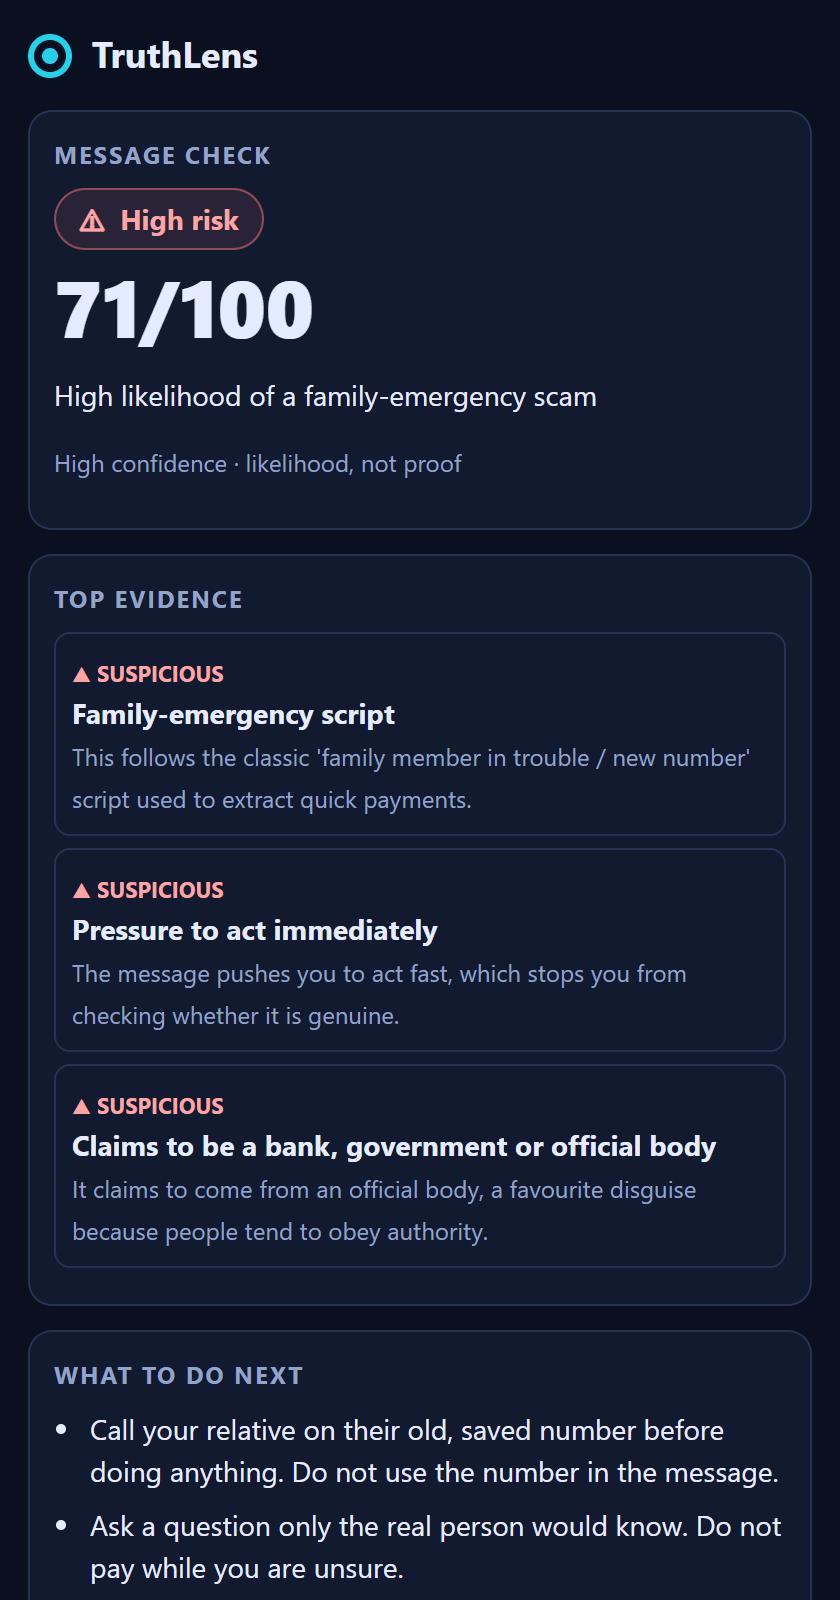 TruthLens
MESSAGE CHECK
⚠ High risk
71/100
High likelihood of a family-emergency scam
High confidence · likelihood, not proof
TOP EVIDENCE
▲ SUSPICIOUS
Family-emergency script
This follows the classic 'family member in trouble / new number'
script used to extract quick payments.
▲ SUSPICIOUS
Pressure to act immediately
The message pushes you to act fast, which stops you from
checking whether it is genuine.
▲ SUSPICIOUS
Claims to be a bank, government or official body
It claims to come from an official body, a favourite disguise
because people tend to obey authority.
WHAT TO DO NEXT
• Call your relative on their old, saved number before
doing anything. Do not use the number in the message.
• Ask a question only the real person would know. Do not
pay while you are unsure.